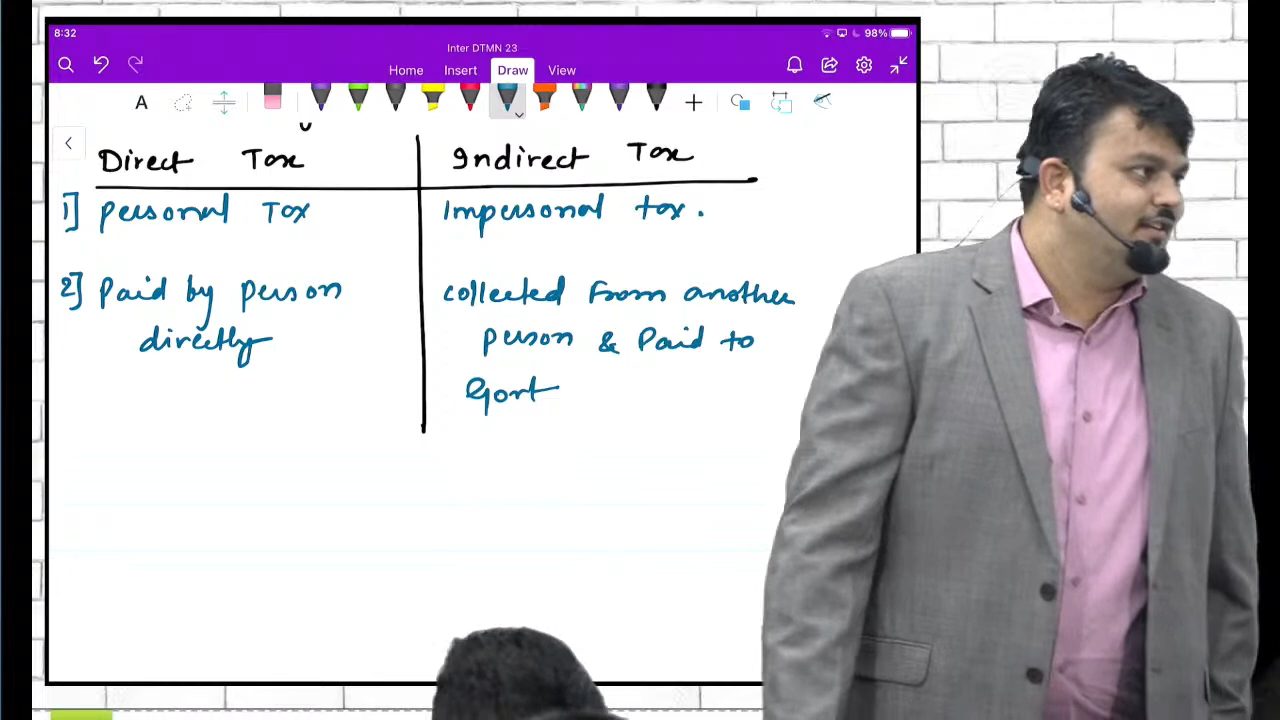 8:32
98%
Inter DTMN 23
Home Insert Draw View
A
Direct Tax Indirect Tax
1] Personal Tax Impersonal tax.
2] Paid by person collected from another
directly person & Paid to
Govt